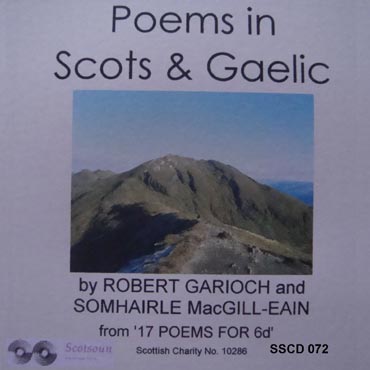 Poems in
Scots & Gaelic
by ROBERT GARIOCH and
SOMHAIRLE MacGILL-EAIN
from '17 POEMS FOR 6d'
Scotsoun
Scottish Charity No. 10286
SSCD 072